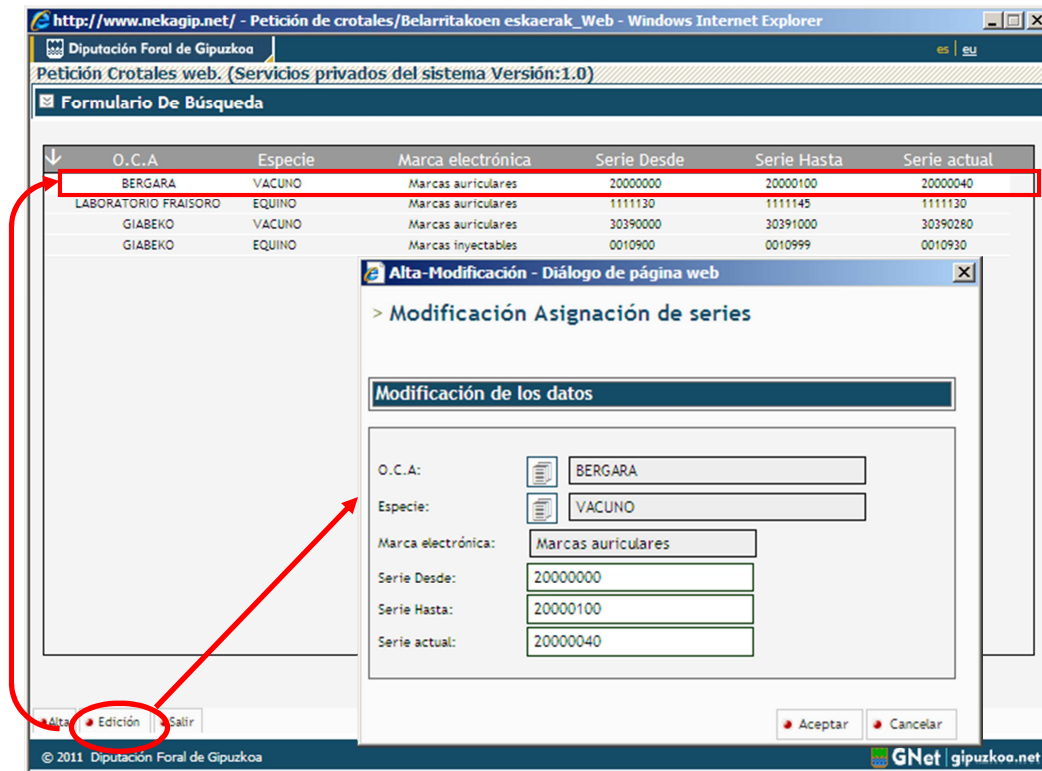 http://www.nekagip.net/ - Petición de crotales/Belarritakoen eskaerak_Web - Windows Internet Explorer
Diputación Foral de Gipuzkoa es | eu
Petición Crotales web. (Servicios privados del sistema Versión:1.0)
Formulario De Búsqueda
O.C.A Especie Marca electrónica Serie Desde Serie Hasta Serie actual
BERGARA VACUNO Marcas auriculares 20000000 20000100 20000040
LABORATORIO FRAISORO EQUINO Marcas auriculares 1111130 1111145 1111130
GIABEKO VACUNO Marcas auriculares 30390000 30391000 30390280
GIABEKO EQUINO Marcas inyectables 0010900 0010999 0010930
Alta-Modificación - Diálogo de página web
> Modificación Asignación de series
Modificación de los datos
O.C.A: BERGARA
Especie: VACUNO
Marca electrónica: Marcas auriculares
Serie Desde: 20000000
Serie Hasta: 20000100
Serie actual: 20000040
Aceptar Cancelar
Alta Edición Salir
© 2011 Diputación Foral de Gipuzkoa GNet | gipuzkoa.net